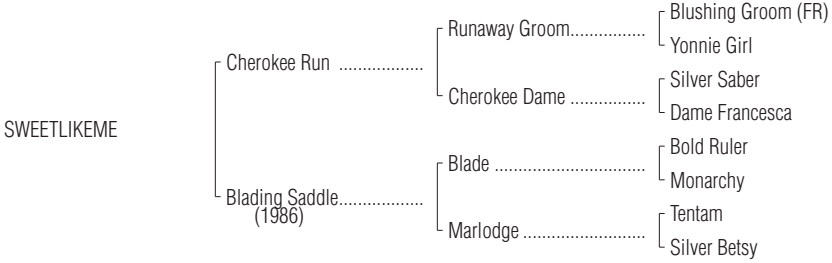 Blushing Groom (FR)
Runaway Groom................
Yonnie Girl
Cherokee Run ..................
Silver Saber
Cherokee Dame ................
Dame Francesca
SWEETLIKEME
Bold Ruler
Blade ................................
Monarchy
Blading Saddle..................
(1986)
Tentam
Marlodge ..........................
Silver Betsy